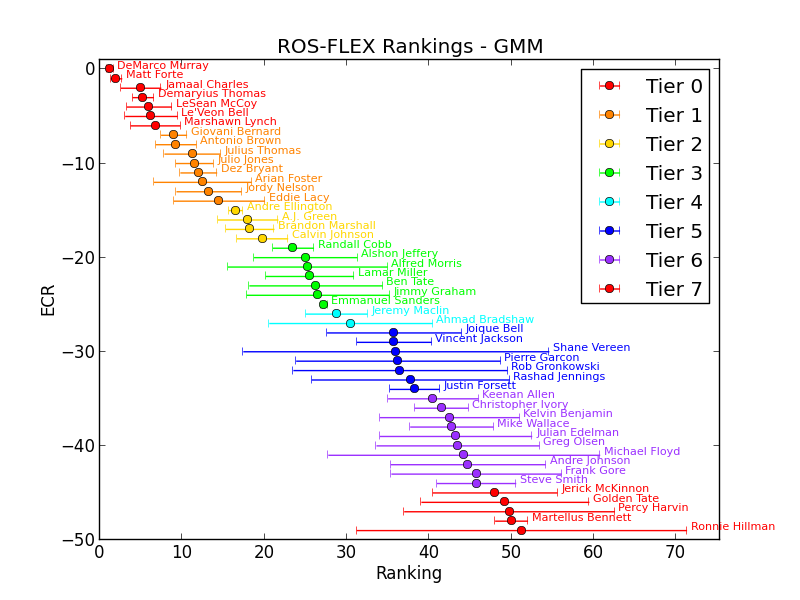 ROS-FLEX Rankings - GMM
DeMarco Murray
Matt Forte
Jamaal Charles
Demaryius Thomas
LeSean McCoy
Le'Veon Bell
Marshawn Lynch
Giovani Bernard
Antonio Brown
Julius Thomas
Julio Jones
Dez Bryant
Arian Foster
Jordy Nelson
Eddie Lacy
Andre Ellington
A.J. Green
Brandon Marshall
Calvin Johnson
Randall Cobb
Alshon Jeffery
Alfred Morris
Lamar Miller
Ben Tate
Jimmy Graham
Emmanuel Sanders
Jeremy Maclin
Ahmad Bradshaw
Joique Bell
Vincent Jackson
Shane Vereen
Pierre Garcon
Rob Gronkowski
Rashad Jennings
Justin Forsett
Keenan Allen
Christopher Ivory
Kelvin Benjamin
Mike Wallace
Julian Edelman
Greg Olsen
Michael Floyd
Andre Johnson
Frank Gore
Steve Smith
Jerick McKinnon
Golden Tate
Percy Harvin
Martellus Bennett
Ronnie Hillman
Tier 0
Tier 1
Tier 2
Tier 3
Tier 4
Tier 5
Tier 6
Tier 7
0
−10
−20
−30
−40
−50
ECR
0 10 20 30 40 50 60 70
Ranking